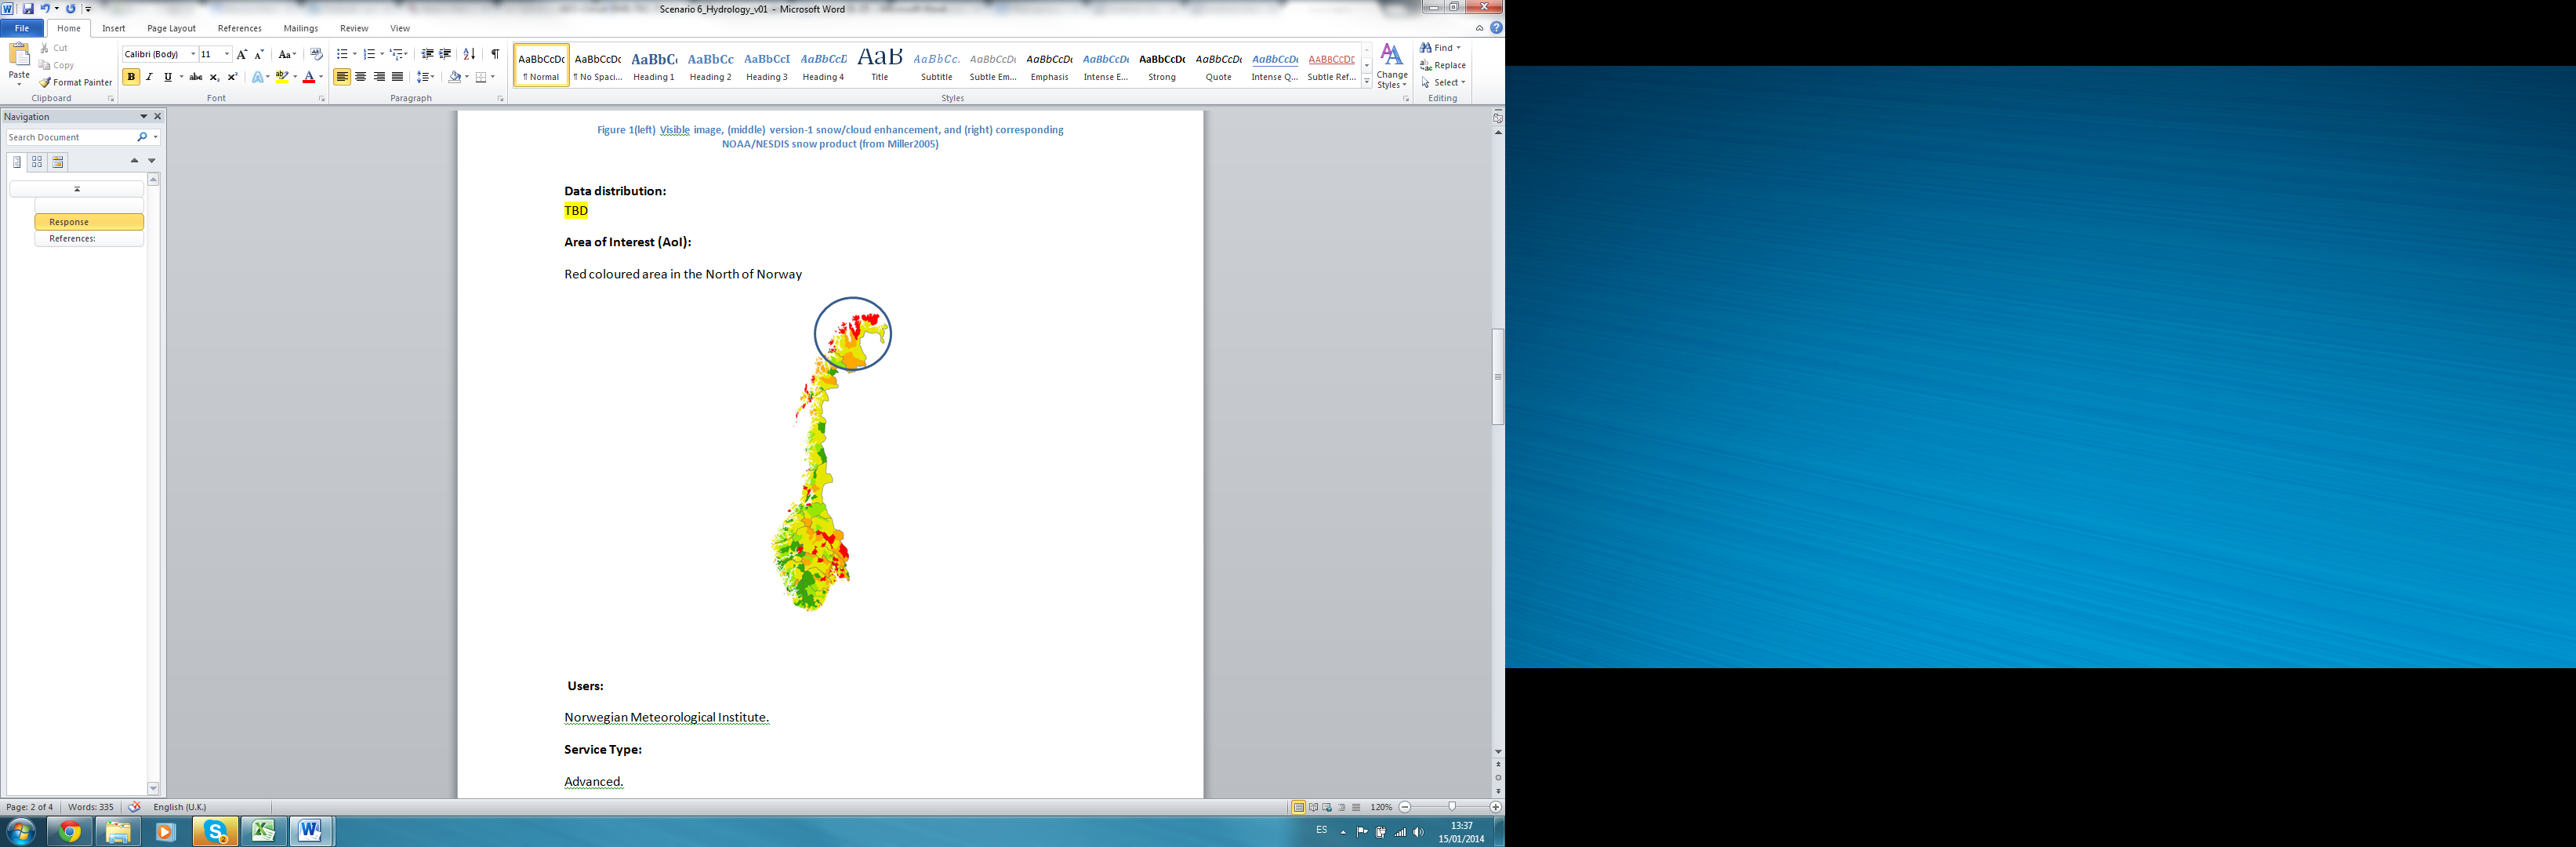 Scenario 6_Hydrology_v01 - Microsoft Word
File Home Insert Page Layout References Mailings Review View
Paste
Cut
Copy
Format Painter
Clipboard
Calibri (Body) 11
Font
Paragraph
AaBbCcDc AaBbCcDc AaBbC AaBbCc AaBbCcI AaBbCcD AaB AaBbCc. AaBbCcDc AaBbCcDc AaBbCcDc AaBbCcDc AaBbCcDc AaBbCcDc AABBCCDC
¶ Normal ¶ No Spaci... Heading 1 Heading 2 Heading 3 Heading 4 Title Subtitle Subtle Em... Emphasis Intense E... Strong Quote Intense Q... Subtle Ref...
Styles
Change Styles
Find
Replace
Select
Editing
Navigation
Search Document
Response
References:
Figure 1(left) Visible image, (middle) version-1 snow/cloud enhancement, and (right) corresponding
NOAA/NESDIS snow product (from Miller2005)
Data distribution:
TBD
Area of Interest (AoI):
Red coloured area in the North of Norway
Users:
Norwegian Meteorological Institute.
Service Type:
Advanced.
Page: 2 of 4 Words: 335 English (U.K.) 120%
ES
13:37
15/01/2014